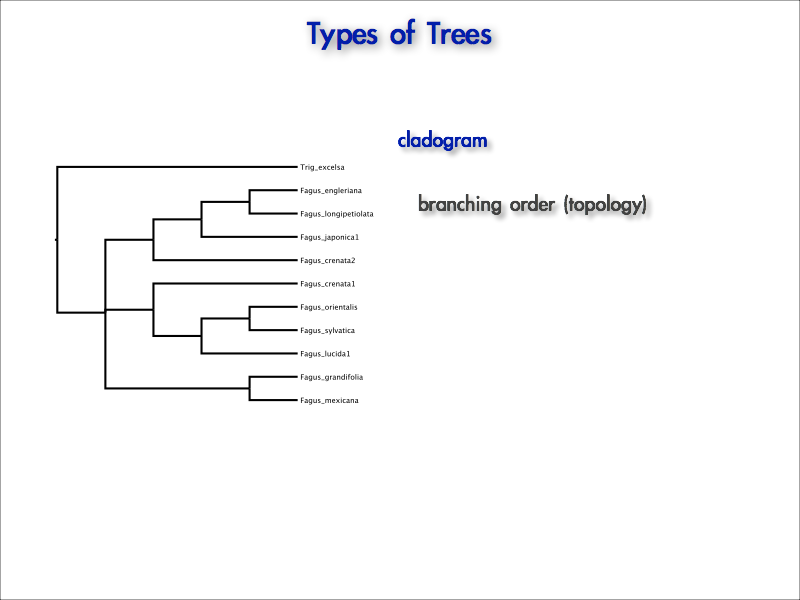 Types of Trees
cladogram
branching order (topology)
Trig_excelsa
Fagus_engleriana
Fagus_longipetiolata
Fagus_japonica1
Fagus_crenata2
Fagus_crenata1
Fagus_orientalis
Fagus_sylvatica
Fagus_lucida1
Fagus_grandifolia
Fagus_mexicana